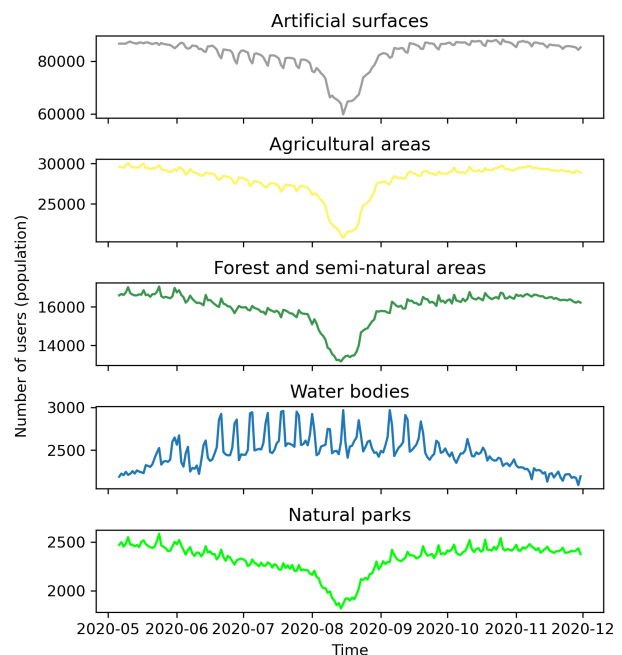 Artificial surfaces
80000
60000
Agricultural areas
30000
25000
Forest and semi-natural areas
16000
14000
Number of users (population)
Water bodies
3000
2500
Natural parks
2500
2000
2020-05 2020-06 2020-07 2020-08 2020-09 2020-10 2020-11 2020-12
Time